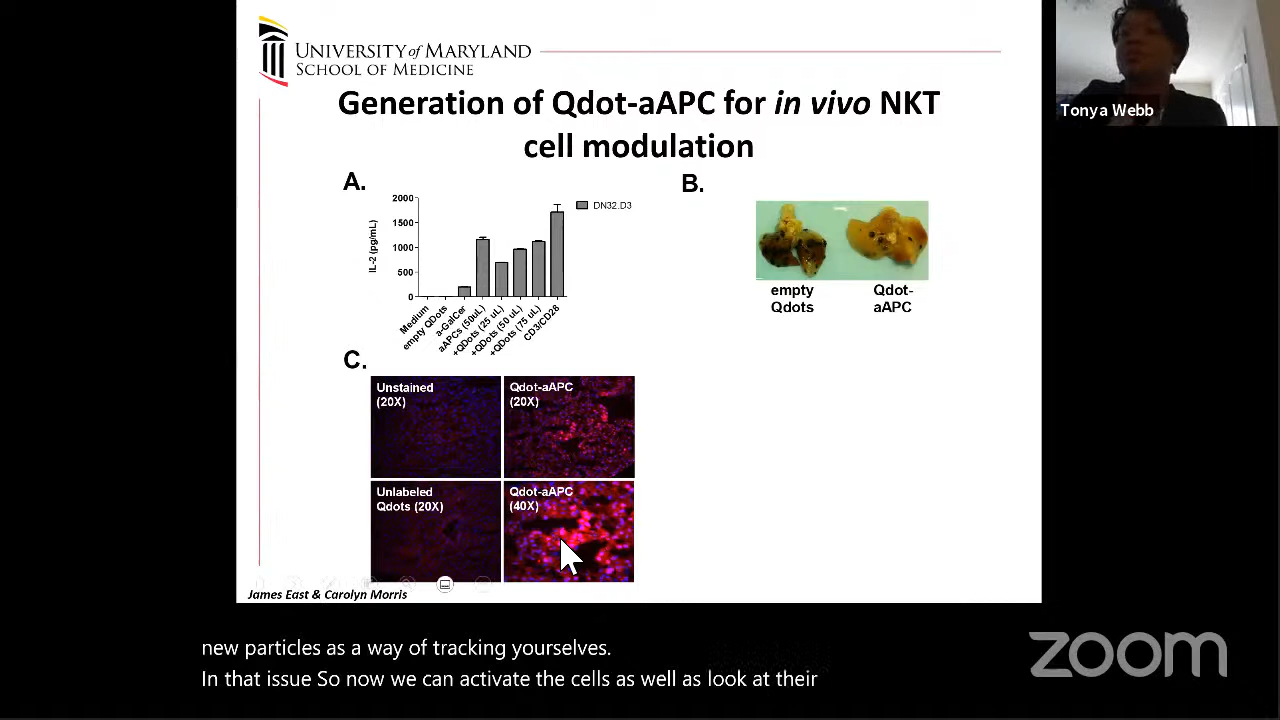 UNIVERSITY of MARYLAND
SCHOOL OF MEDICINE
Tonya Webb
Generation of Qdot-aAPC for in vivo NKT
cell modulation
A.
2000
1500
1000
500
0
IL-2 (pg/mL)
DN32.D3
Medium
empty QDots
a-GalCer
aAPCs (50uL)
+QDots (25 uL)
+QDots (50 uL)
+QDots (75 uL)
CD3/CD28
B.
empty
Qdots
Qdot-
aAPC
C.
Unstained
(20X)
Qdot-aAPC
(20X)
Unlabeled
Qdots (20X)
Qdot-aAPC
(40X)
James East & Carolyn Morris
new particles as a way of tracking yourselves.
In that issue So now we can activate the cells as well as look at their
zoom